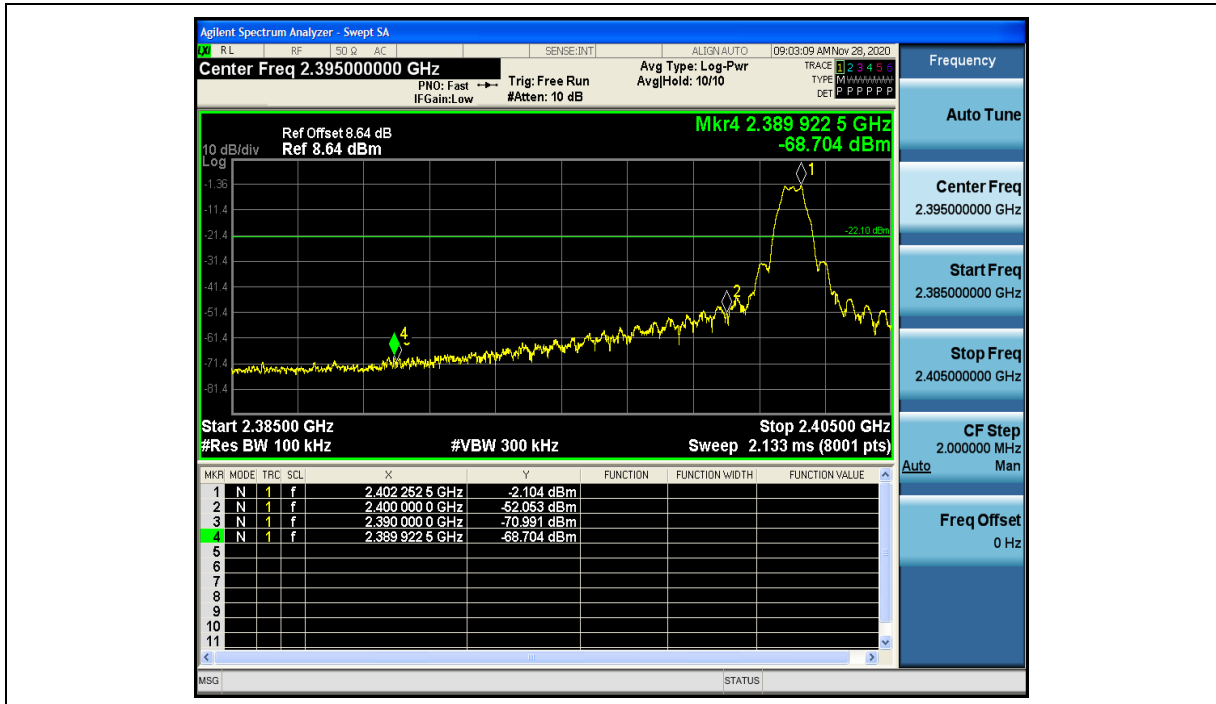 Agilent Spectrum Analyzer - Swept SA
LXI RL RF 50 Ω AC SENSE:INT ALIGN AUTO 09:03:09 AM Nov 28, 2020
Center Freq 2.395000000 GHz
PNO: Fast
IFGain:Low
Trig: Free Run
#Atten: 10 dB
Avg Type: Log-Pwr
Avg|Hold: 10/10
TRACE 1 2 3 4 5 6
TYPE M WWWWW
DET P P P P P P
Mkr4 2.389 922 5 GHz
-68.704 dBm
Ref Offset 8.64 dB
10 dB/div Ref 8.64 dBm
Log
-1.36
-11.4
-21.4
-31.4
-41.4
-51.4
-61.4
-71.4
-81.4
1
-22.10 dBm
2
4
Start 2.38500 GHz Stop 2.40500 GHz
#Res BW 100 kHz #VBW 300 kHz Sweep 2.133 ms (8001 pts)
MKR MODE TRC SCL X Y FUNCTION FUNCTION WIDTH FUNCTION VALUE
1 N 1 f 2.402 252 5 GHz -2.104 dBm
2 N 1 f 2.400 000 0 GHz -52.053 dBm
3 N 1 f 2.390 000 0 GHz -70.991 dBm
4 N 1 f 2.389 922 5 GHz -68.704 dBm
5
6
7
8
9
10
11
MSG STATUS
Frequency
Auto Tune
Center Freq
2.395000000 GHz
Start Freq
2.385000000 GHz
Stop Freq
2.405000000 GHz
CF Step
2.000000 MHz
Auto Man
Freq Offset
0 Hz